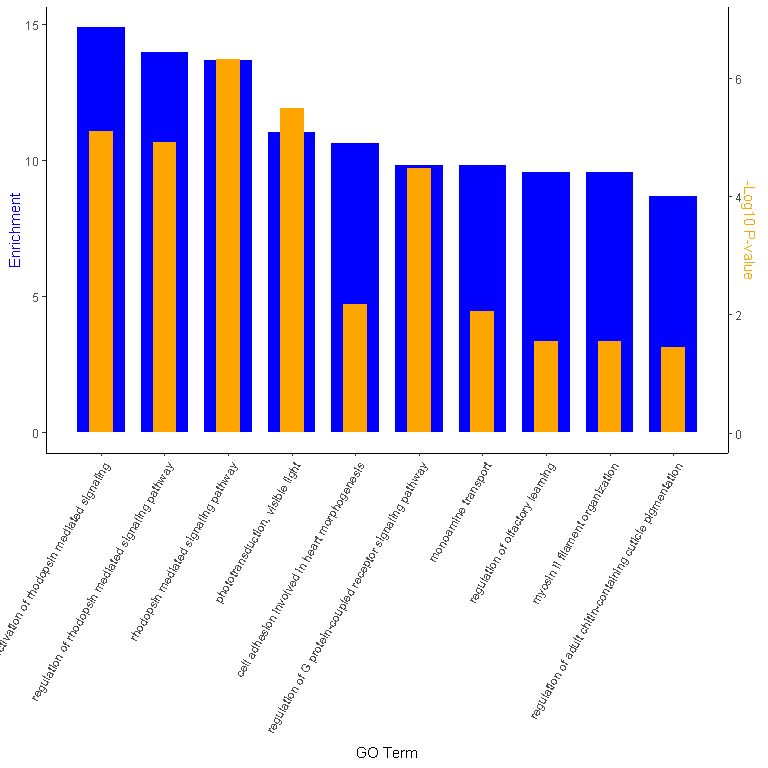 15
10
5
0
Enrichment
6
4
2
0
-Log10 P-value
of rhodopsin mediated signaling
regulation of rhodopsin mediated signaling pathway
rhodopsin mediated signaling pathway
phototransduction, visible light
cell adhesion involved in heart morphogenesis
regulation of G protein-coupled receptor signaling pathway
monoamine transport
regulation of olfactory learning
myosin II filament organization
regulation of adult chitin-containing cuticle pigmentation
GO Term